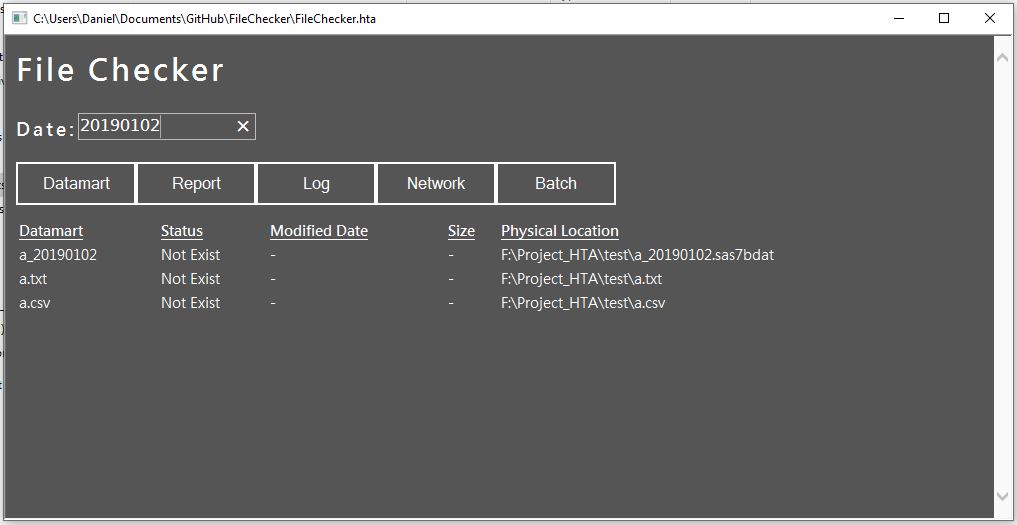 C:\Users\Daniel\Documents\GitHub\FileChecker\FileChecker.hta
File Checker
Date: 20190102
Datamart Report Log Network Batch
Datamart Status Modified Date Size Physical Location
a_20190102 Not Exist - - F:\Project_HTA\test\a_20190102.sas7bdat
a.txt Not Exist - - F:\Project_HTA\test\a.txt
a.csv Not Exist - - F:\Project_HTA\test\a.csv